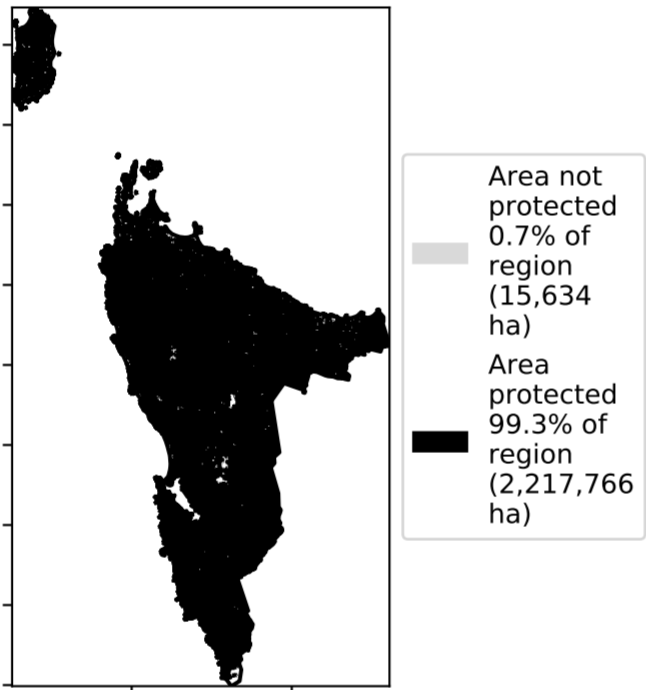 Area not
protected
0.7% of
region
(15,634
ha)
Area
protected
99.3% of
region
(2,217,766
ha)